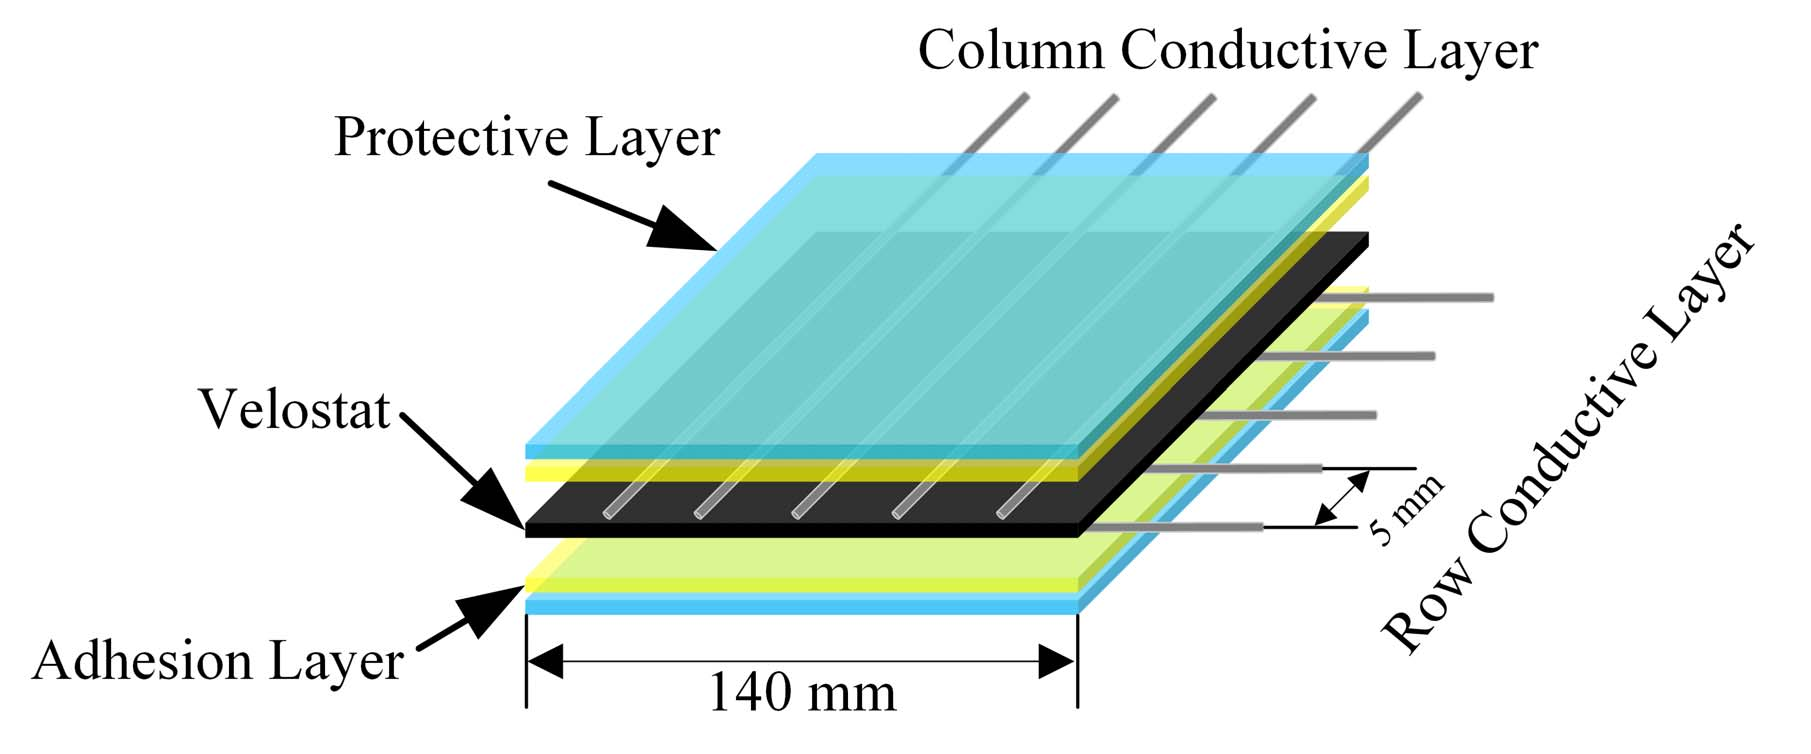 Column Conductive Layer
Protective Layer
Velostat
Adhesion Layer
140 mm
5 mm
Row Conductive Layer